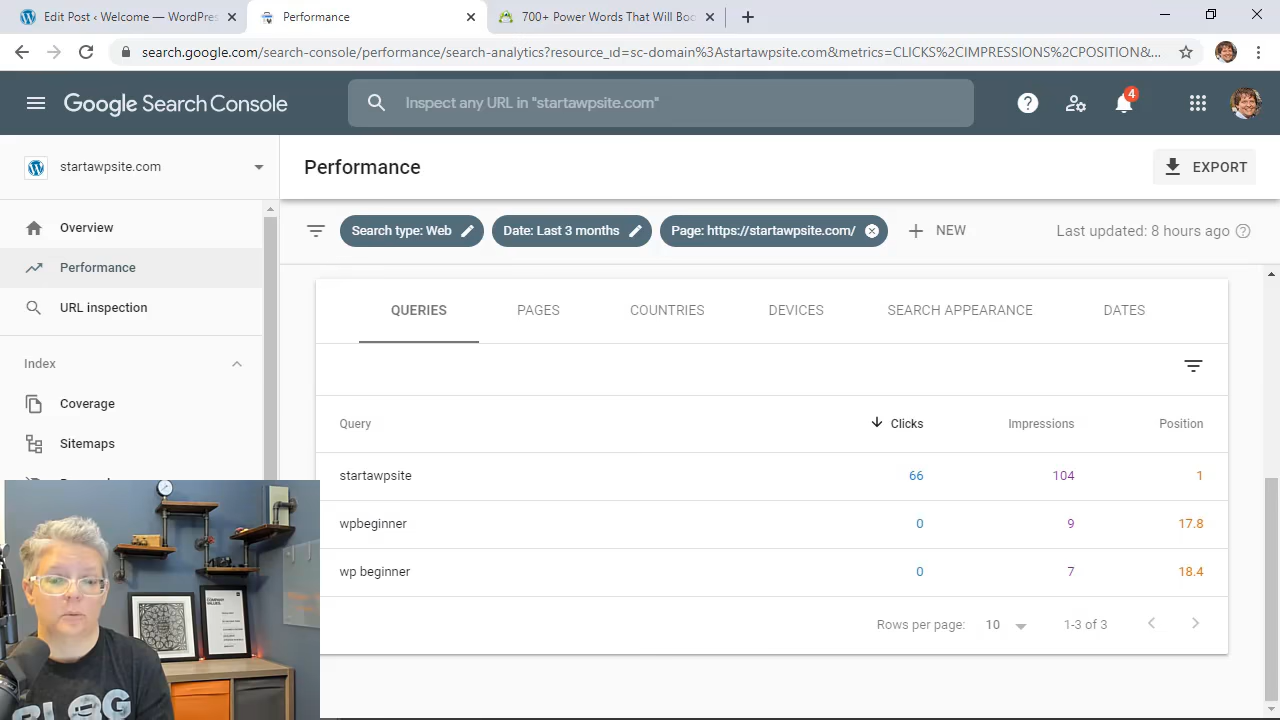 Edit Post ‹ Welcome — WordPres
Performance
700+ Power Words That Will Boo
search.google.com/search-console/performance/search-analytics?resource_id=sc-domain%3Astartawpsite.com&metrics=CLICKS%2CIMPRESSIONS%2CPOSITION&...
Google Search Console
Inspect any URL in "startawpsite.com"
4
startawpsite.com
Performance
EXPORT
Overview
Performance
URL inspection
Index
Coverage
Sitemaps
Search type: Web
Date: Last 3 months
Page: https://startawpsite.com/
NEW
Last updated: 8 hours ago
QUERIES PAGES COUNTRIES DEVICES SEARCH APPEARANCE DATES
Query Clicks Impressions Position
startawpsite 66 104 1
wpbeginner 0 9 17.8
wp beginner 0 7 18.4
Rows per page: 10 1-3 of 3
COMPANY
VALUES